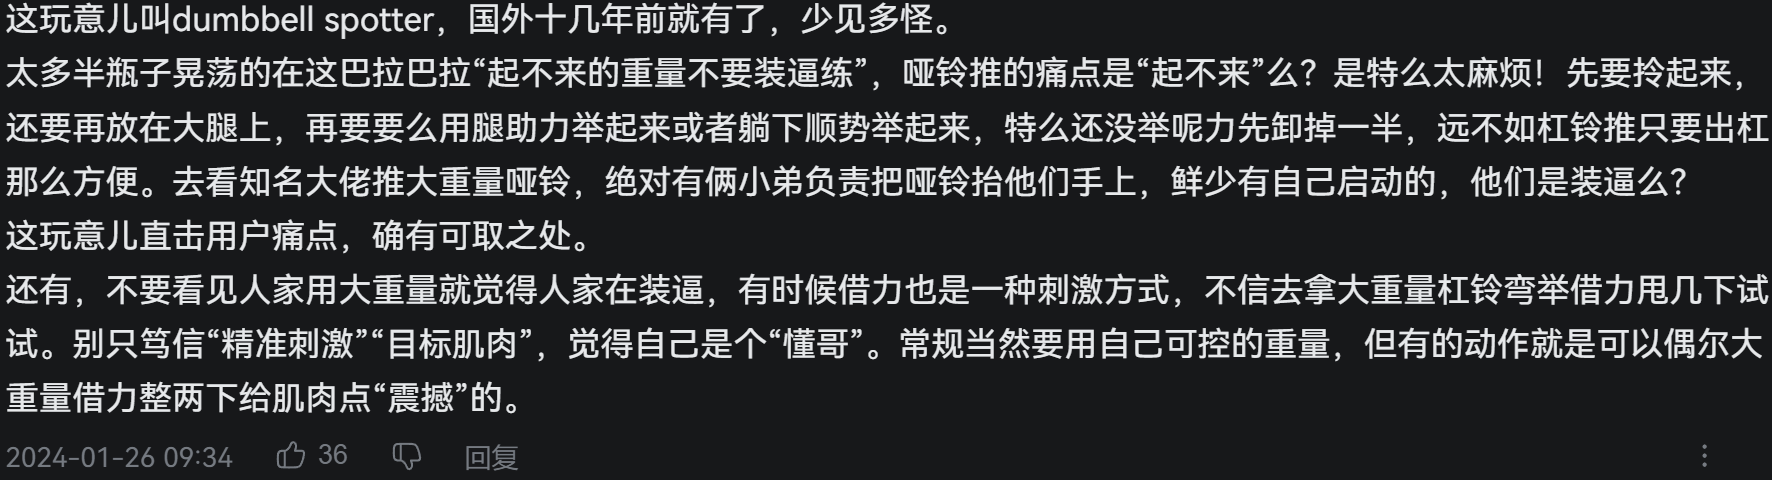 这玩意儿叫dumbbell spotter，国外十几年前就有了，少见多怪。
太多半瓶子晃荡的在这巴拉巴拉“起不来的重量不要装逼练”，哑铃推的痛点是“起不来”么？是特么太麻烦！先要拎起来，
还要再放在大腿上，再要要么用腿助力举起来或者躺下顺势举起来，特么还没举呢力先卸掉一半，远不如杠铃推只要出杠
那么方便。去看知名大佬推大重量哑铃，绝对有俩小弟负责把哑铃抬他们手上，鲜少有自己启动的，他们是装逼么？
这玩意儿直击用户痛点，确有可取之处。
还有，不要看见人家用大重量就觉得人家在装逼，有时候借力也是一种刺激方式，不信去拿大重量杠铃弯举借力甩几下试
试。别只笃信“精准刺激”“目标肌肉”，觉得自己是个“懂哥”。常规当然要用自己可控的重量，但有的动作就是可以偶尔大
重量借力整两下给肌肉点“震撼”的。
2024-01-26 09:34 36 回复